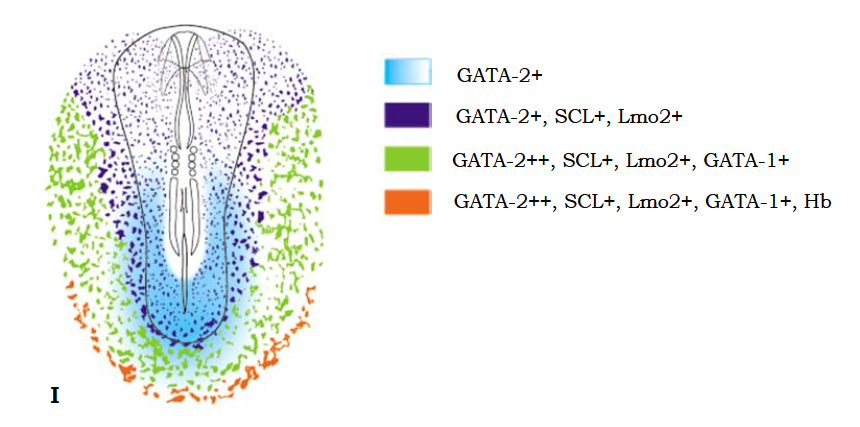 GATA-2+
GATA-2+, SCL+, Lmo2+
GATA-2++, SCL+, Lmo2+, GATA-1+
GATA-2++, SCL+, Lmo2+, GATA-1+, Hb
I